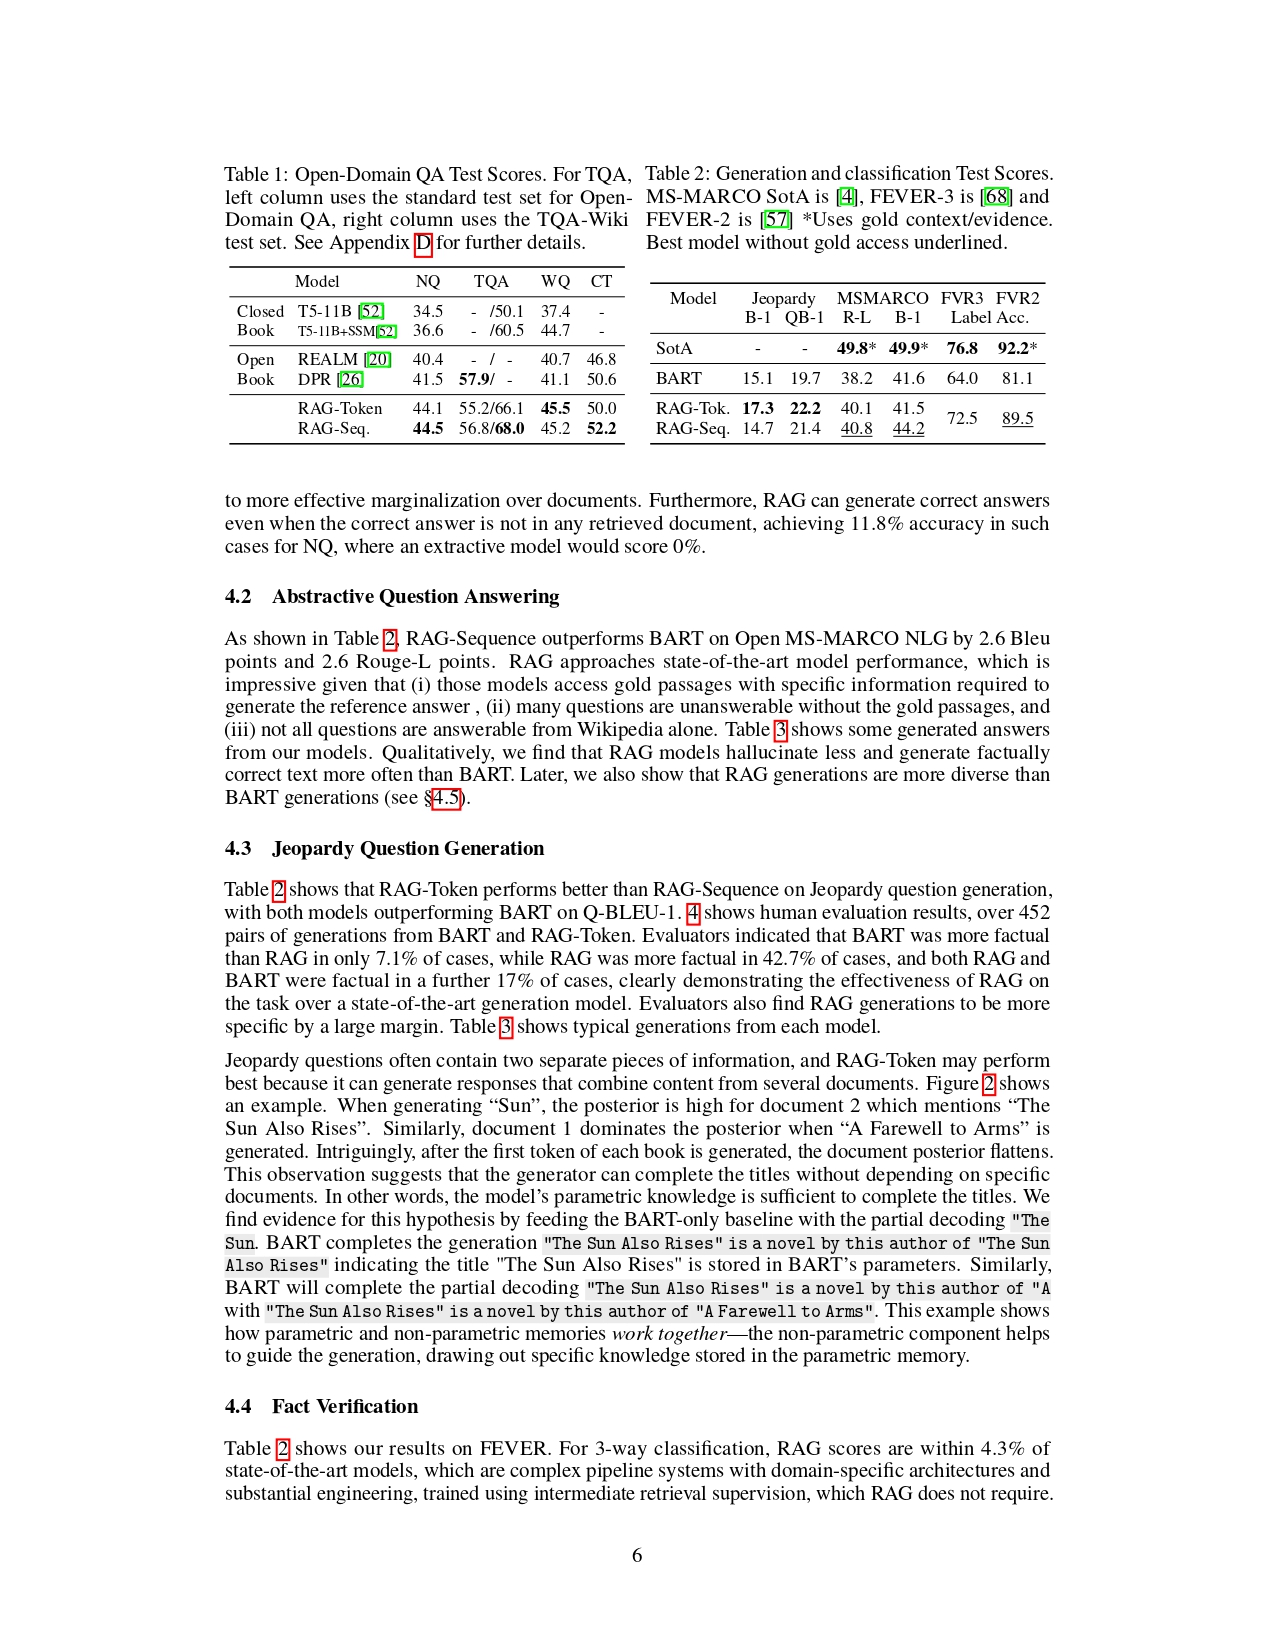 Table 1: Open-Domain QA Test Scores. For TQA,
left column uses the standard test set for Open-
Domain QA, right column uses the TQA-Wiki
test set. See Appendix D for further details.
Model NQ TQA WQ CT
Closed T5-11B [52] 34.5 - /50.1 37.4 -
Book T5-11B+SSM[52] 36.6 - /60.5 44.7 -
Open REALM [20] 40.4 - / - 40.7 46.8
Book DPR [26] 41.5 57.9/ - 41.1 50.6
RAG-Token 44.1 55.2/66.1 45.5 50.0
RAG-Seq. 44.5 56.8/68.0 45.2 52.2
Table 2: Generation and classification Test Scores.
MS-MARCO SotA is [4], FEVER-3 is [68] and
FEVER-2 is [57] *Uses gold context/evidence.
Best model without gold access underlined.
Model Jeopardy MSMARCO FVR3 FVR2
B-1 QB-1 R-L B-1 Label Acc.
SotA - - 49.8* 49.9* 76.8 92.2*
BART 15.1 19.7 38.2 41.6 64.0 81.1
RAG-Tok. 17.3 22.2 40.1 41.5
72.5 89.5
RAG-Seq. 14.7 21.4 40.8 44.2
to more effective marginalization over documents. Furthermore, RAG can generate correct answers
even when the correct answer is not in any retrieved document, achieving 11.8% accuracy in such
cases for NQ, where an extractive model would score 0%.
4.2 Abstractive Question Answering
As shown in Table 2, RAG-Sequence outperforms BART on Open MS-MARCO NLG by 2.6 Bleu
points and 2.6 Rouge-L points. RAG approaches state-of-the-art model performance, which is
impressive given that (i) those models access gold passages with specific information required to
generate the reference answer , (ii) many questions are unanswerable without the gold passages, and
(iii) not all questions are answerable from Wikipedia alone. Table 3 shows some generated answers
from our models. Qualitatively, we find that RAG models hallucinate less and generate factually
correct text more often than BART. Later, we also show that RAG generations are more diverse than
BART generations (see §4.5).
4.3 Jeopardy Question Generation
Table 2 shows that RAG-Token performs better than RAG-Sequence on Jeopardy question generation,
with both models outperforming BART on Q-BLEU-1. 4 shows human evaluation results, over 452
pairs of generations from BART and RAG-Token. Evaluators indicated that BART was more factual
than RAG in only 7.1% of cases, while RAG was more factual in 42.7% of cases, and both RAG and
BART were factual in a further 17% of cases, clearly demonstrating the effectiveness of RAG on
the task over a state-of-the-art generation model. Evaluators also find RAG generations to be more
specific by a large margin. Table 3 shows typical generations from each model.
Jeopardy questions often contain two separate pieces of information, and RAG-Token may perform
best because it can generate responses that combine content from several documents. Figure 2 shows
an example. When generating “Sun”, the posterior is high for document 2 which mentions “The
Sun Also Rises”. Similarly, document 1 dominates the posterior when “A Farewell to Arms” is
generated. Intriguingly, after the first token of each book is generated, the document posterior flattens.
This observation suggests that the generator can complete the titles without depending on specific
documents. In other words, the model’s parametric knowledge is sufficient to complete the titles. We
find evidence for this hypothesis by feeding the BART-only baseline with the partial decoding "The
Sun. BART completes the generation "The Sun Also Rises" is a novel by this author of "The Sun
Also Rises" indicating the title "The Sun Also Rises" is stored in BART’s parameters. Similarly,
BART will complete the partial decoding "The Sun Also Rises" is a novel by this author of "A
with "The Sun Also Rises" is a novel by this author of "A Farewell to Arms". This example shows
how parametric and non-parametric memories work together—the non-parametric component helps
to guide the generation, drawing out specific knowledge stored in the parametric memory.
4.4 Fact Verification
Table 2 shows our results on FEVER. For 3-way classification, RAG scores are within 4.3% of
state-of-the-art models, which are complex pipeline systems with domain-specific architectures and
substantial engineering, trained using intermediate retrieval supervision, which RAG does not require.
6